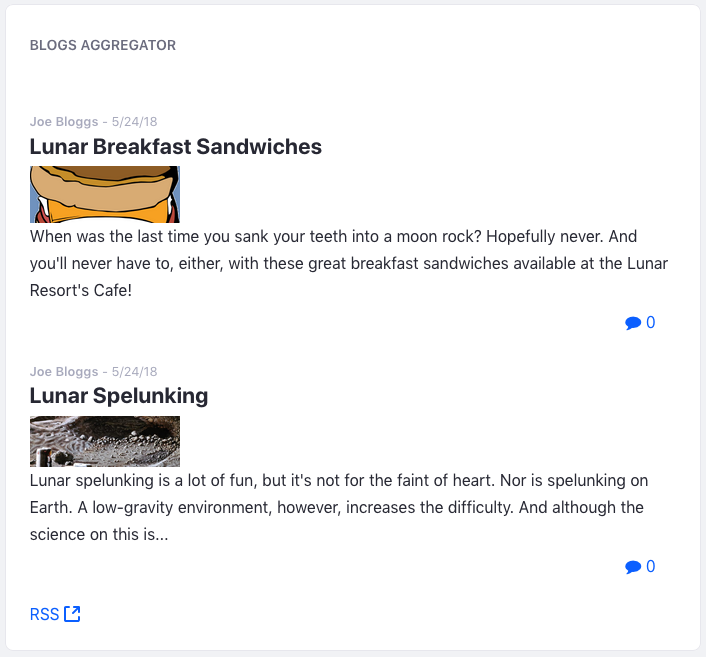 BLOGS AGGREGATOR
Joe Bloggs - 5/24/18
Lunar Breakfast Sandwiches
When was the last time you sank your teeth into a moon rock? Hopefully never. And
you'll never have to, either, with these great breakfast sandwiches available at the Lunar
Resort's Cafe!
0
Joe Bloggs - 5/24/18
Lunar Spelunking
Lunar spelunking is a lot of fun, but it's not for the faint of heart. Nor is spelunking on
Earth. A low-gravity environment, however, increases the difficulty. And although the
science on this is...
0
RSS